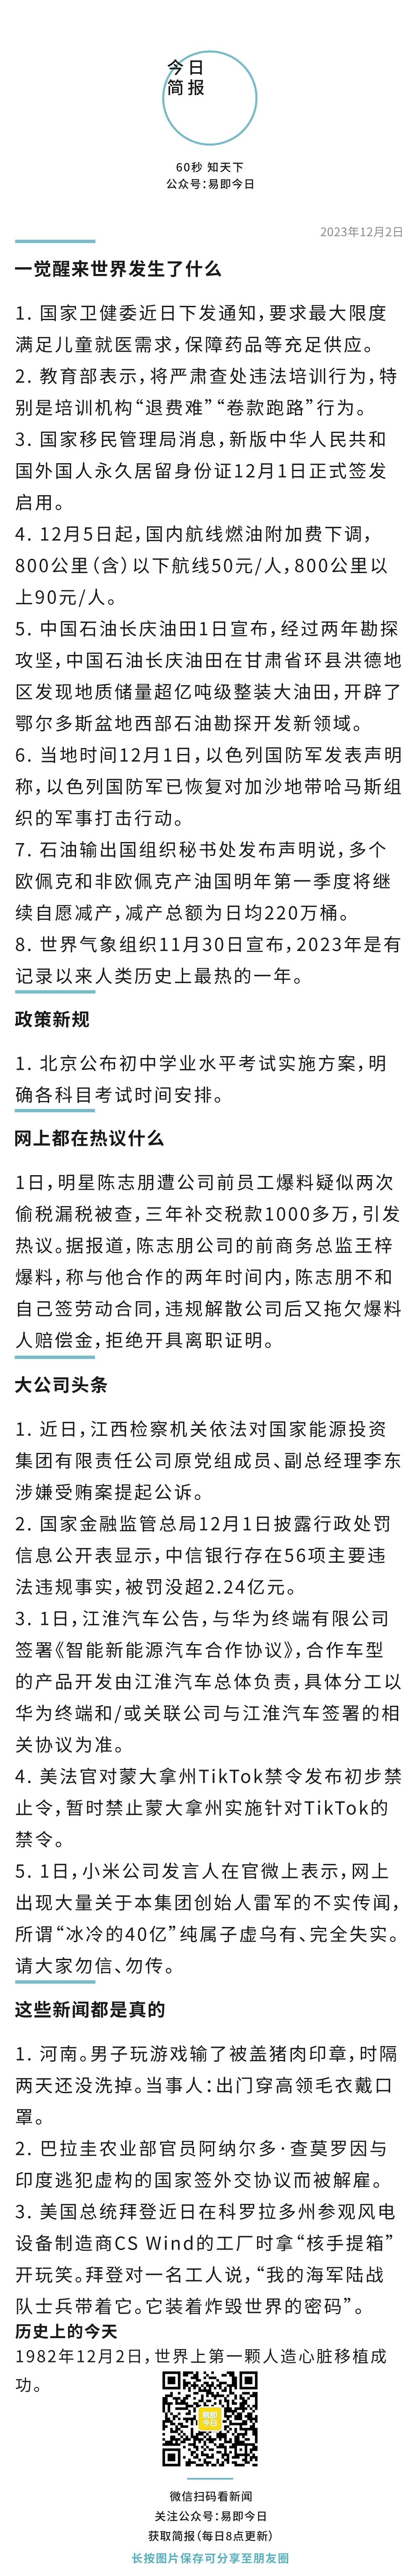 今日
简报
60秒 知天下
公众号：易即今日
2023年12月2日
一觉醒来世界发生了什么
1. 国家卫健委近日下发通知，要求最大限度
满足儿童就医需求，保障药品等充足供应。
2. 教育部表示，将严肃查处违法培训行为，特
别是培训机构“退费难”“卷款跑路”行为。
3. 国家移民管理局消息，新版中华人民共和
国外国人永久居留身份证12月1日正式签发
启用。
4. 12月5日起，国内航线燃油附加费下调，
800公里（含）以下航线50元/人，800公里以
上90元/人。
5. 中国石油长庆油田1日宣布，经过两年勘探
攻坚，中国石油长庆油田在甘肃省环县洪德地
区发现地质储量超亿吨级整装大油田，开辟了
鄂尔多斯盆地西部石油勘探开发新领域。
6. 当地时间12月1日，以色列国防军发表声明
称，以色列国防军已恢复对加沙地带哈马斯组
织的军事打击行动。
7. 石油输出国组织秘书处发布声明说，多个
欧佩克和非欧佩克产油国明年第一季度将继
续自愿减产，减产总额为日均220万桶。
8. 世界气象组织11月30日宣布，2023年是有
记录以来人类历史上最热的一年。
政策新规
1. 北京公布初中学业水平考试实施方案，明
确各科目考试时间安排。
网上都在热议什么
1日，明星陈志朋遭公司前员工爆料疑似两次
偷税漏税被查，三年补交税款1000多万，引发
热议。据报道，陈志朋公司的前商务总监王梓
爆料，称与他合作的两年时间内，陈志朋不和
自己签劳动合同，违规解散公司后又拖欠爆料
人赔偿金，拒绝开具离职证明。
大公司头条
1. 近日，江西检察机关依法对国家能源投资
集团有限责任公司原党组成员、副总经理李东
涉嫌受贿案提起公诉。
2. 国家金融监管总局12月1日披露行政处罚
信息公开表显示，中信银行存在56项主要违
法违规事实，被罚没超2.24亿元。
3. 1日，江淮汽车公告，与华为终端有限公司
签署《智能新能源汽车合作协议》，合作车型
的产品开发由江淮汽车总体负责，具体分工以
华为终端和/或关联公司与江淮汽车签署的相
关协议为准。
4. 美法官对蒙大拿州TikTok禁令发布初步禁
止令，暂时禁止蒙大拿州实施针对TikTok的
禁令。
5. 1日，小米公司发言人在官微上表示，网上
出现大量关于本集团创始人雷军的不实传闻，
所谓“冰冷的40亿”纯属子虚乌有、完全失实。
请大家勿信、勿传。
这些新闻都是真的
1. 河南。男子玩游戏输了被盖猪肉印章，时隔
两天还没洗掉。当事人：出门穿高领毛衣戴口
罩。
2. 巴拉圭农业部官员阿纳尔多·查莫罗因与
印度逃犯虚构的国家签外交协议而被解雇。
3. 美国总统拜登近日在科罗拉多州参观风电
设备制造商CS Wind的工厂时拿“核手提箱”
开玩笑。拜登对一名工人说，“我的海军陆战
队士兵带着它。它装着炸毁世界的密码”。
历史上的今天
1982年12月2日，世界上第一颗人造心脏移植成
功。
易即
今日
微信扫码看新闻
关注公众号：易即今日
获取简报（每日8点更新）
长按图片保存可分享至朋友圈